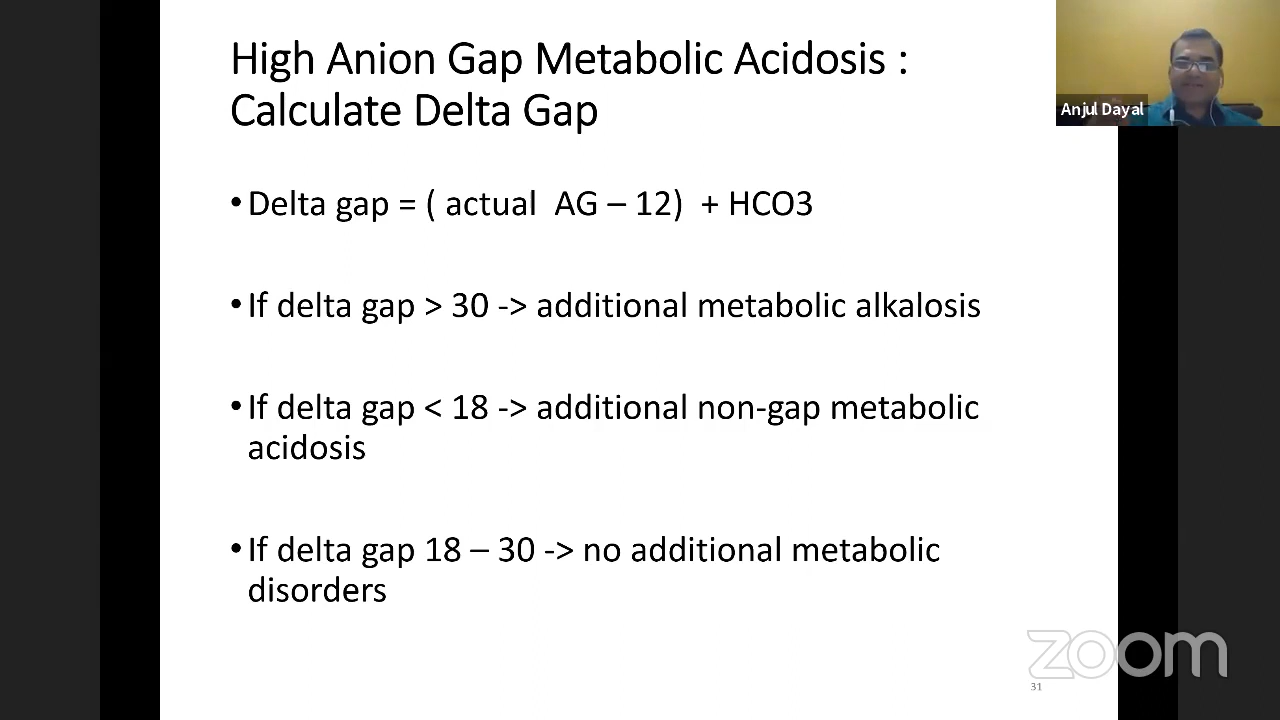 High Anion Gap Metabolic Acidosis :
Calculate Delta Gap
Anjul Dayal
•Delta gap = ( actual  AG – 12)  + HCO3
•If delta gap > 30 -> additional metabolic alkalosis
•If delta gap < 18 -> additional non-gap metabolic
acidosis
•If delta gap 18 – 30 -> no additional metabolic
disorders
zoom
31